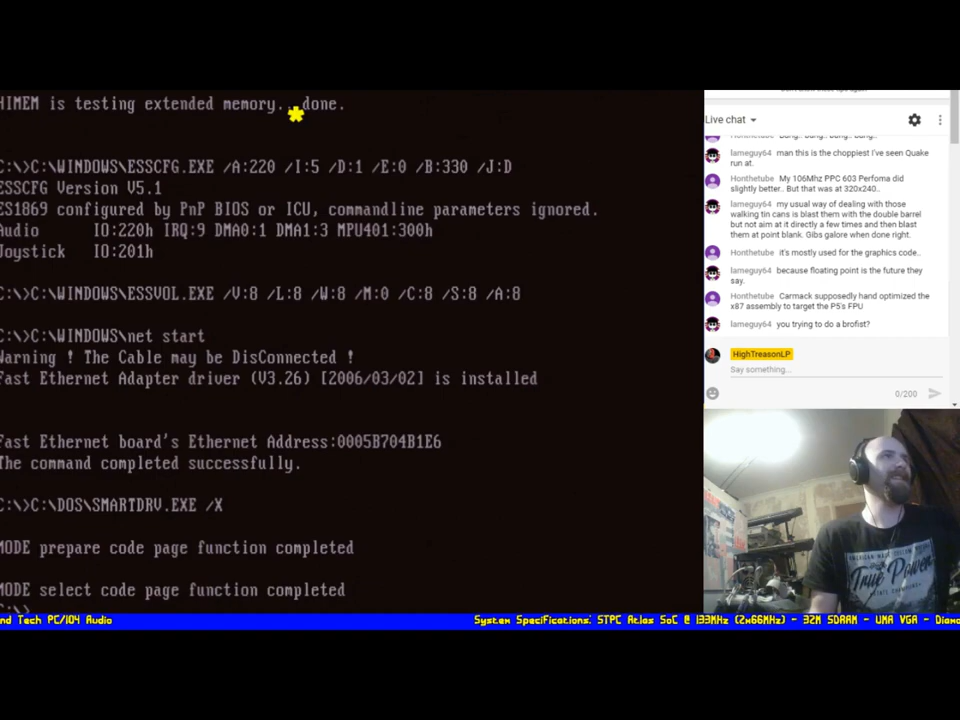 HIMEM is testing extended memory...done.
C:\>C:\WINDOWS\ESSCFG.EXE /A:220 /I:5 /D:1 /E:0 /B:330 /J:D
ESSCFG Version V5.1
ES1869 configured by PnP BIOS or ICU, commandline parameters ignored.
Audio IO:220h IRQ:9 DMA0:1 DMA1:3 MPU401:300h
Joystick IO:201h
C:\>C:\WINDOWS\ESSVOL.EXE /V:8 /L:8 /W:8 /M:0 /C:8 /S:8 /A:8
C:\>C:\WINDOWS\net start
Warning ! The Cable may be DisConnected !
Fast Ethernet Adapter driver (V3.26) [2006/03/02] is installed
Fast Ethernet board's Ethernet Address:0005B704B1E6
The command completed successfully.
C:\>C:\DOS\SMARTDRV.EXE /X
MODE prepare code page function completed
MODE select code page function completed
C:\>
Live chat
lameguy64 man this is the choppiest I've seen Quake
run at.
Honthetube My 106Mhz PPC 603 Perfoma did
slightly better.. But that was at 320x240..
lameguy64 my usual way of dealing with those
walking tin cans is blast them with the double barrel
but not aim at it directly a few times and then blast
them at point blank. Gibs galore when done right.
Honthetube it's mostly used for the graphics code..
lameguy64 because floating point is the future they
say.
Honthetube Carmack supposedly hand optimized the
x87 assembly to target the P5's FPU
lameguy64 you trying to do a brofist?
HighTreasonLP
Say something...
0/200
AMERICAN MADE CUSTOM
True Power
nd Tech PC/104 Audio
System Specifications: STPC Atlas SoC @ 133MHz (2x66MHz) - 32M SDRAM - UMA VGA - Diamo